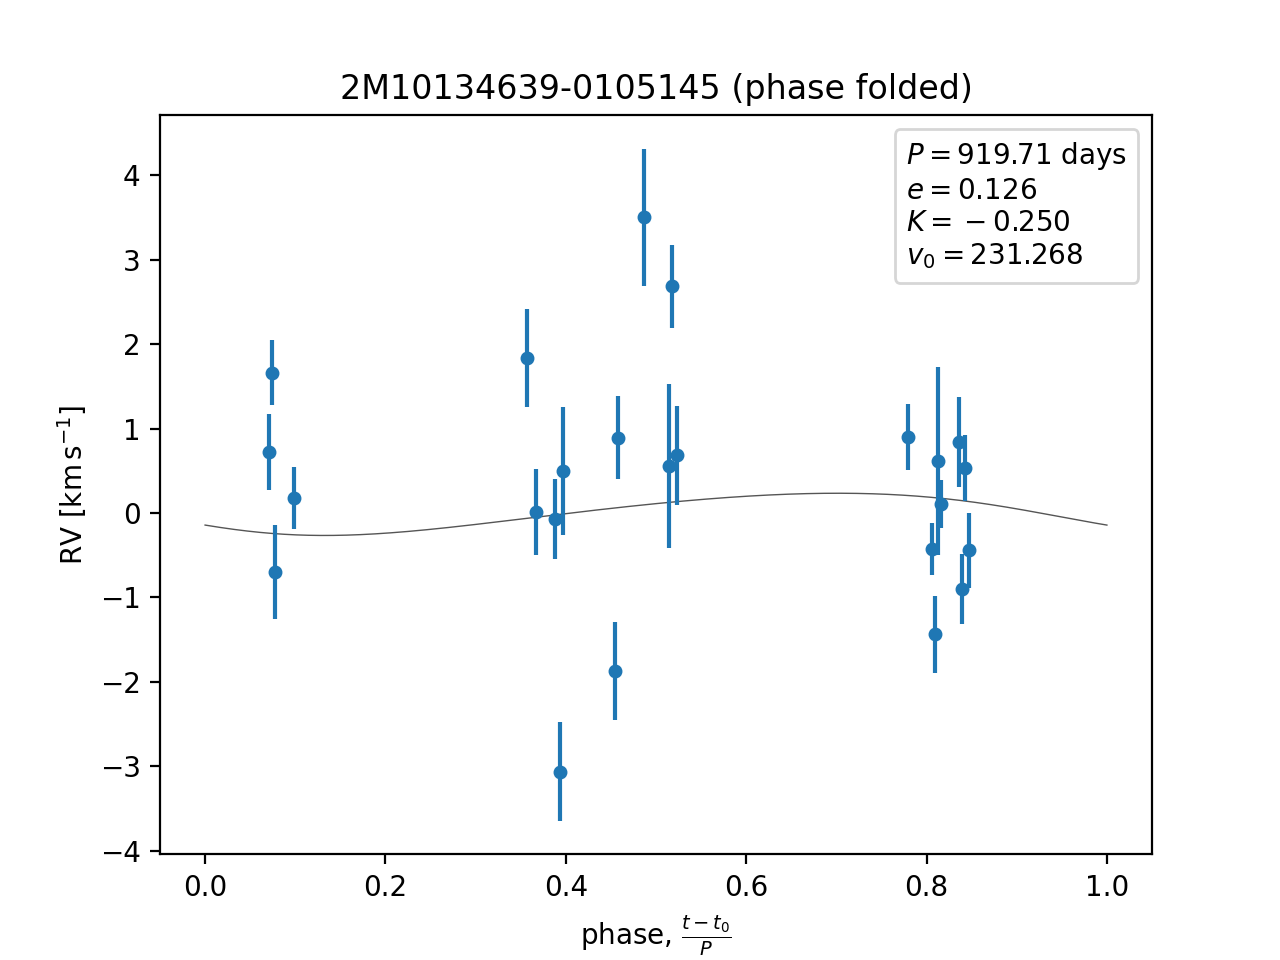 2M10134639-0105145 (phase folded)
P = 919.71 days
e = 0.126
K = −0.250
v₀ = 231.268
RV [km s⁻¹]
4
3
2
1
0
−1
−2
−3
−4
0.0 0.2 0.4 0.6 0.8 1.0
phase, (t − t₀)/P